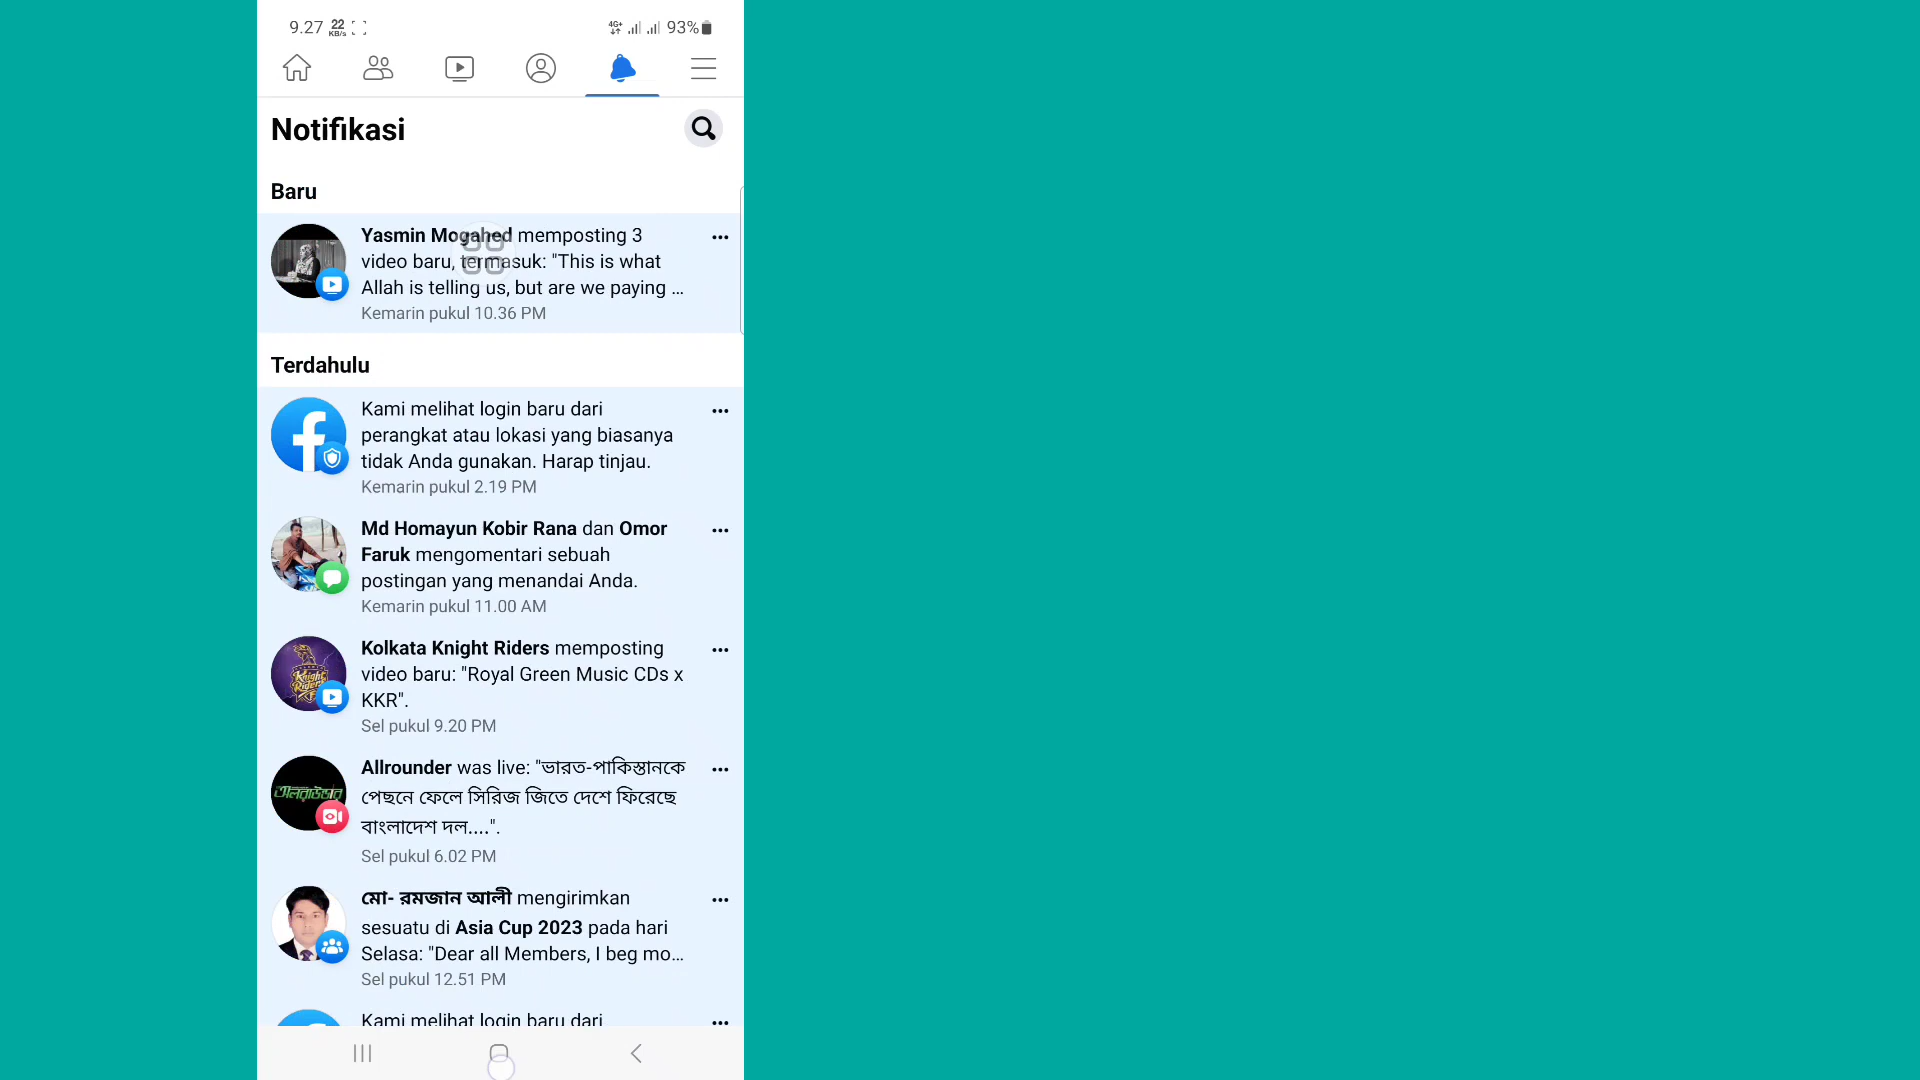 9.27 22 KB/s 4G+ 93%
Notifikasi
Baru
Yasmin Mogahed memposting 3
video baru, termasuk: "This is what
Allah is telling us, but are we paying ...
Kemarin pukul 10.36 PM
Terdahulu
Kami melihat login baru dari
perangkat atau lokasi yang biasanya
tidak Anda gunakan. Harap tinjau.
Kemarin pukul 2.19 PM
Md Homayun Kobir Rana dan Omor
Faruk mengomentari sebuah
postingan yang menandai Anda.
Kemarin pukul 11.00 AM
Kolkata Knight Riders memposting
video baru: "Royal Green Music CDs x
KKR".
Sel pukul 9.20 PM
Allrounder was live: "ভারত-পাকিস্তানকে
পেছনে ফেলে সিরিজ জিতে দেশে ফিরেছে
বাংলাদেশ দল....".
অলরাউন্ডার
Sel pukul 6.02 PM
মো- রমজান আলী mengirimkan
sesuatu di Asia Cup 2023 pada hari
Selasa: "Dear all Members, I beg mo...
Sel pukul 12.51 PM
Kami melihat login baru dari